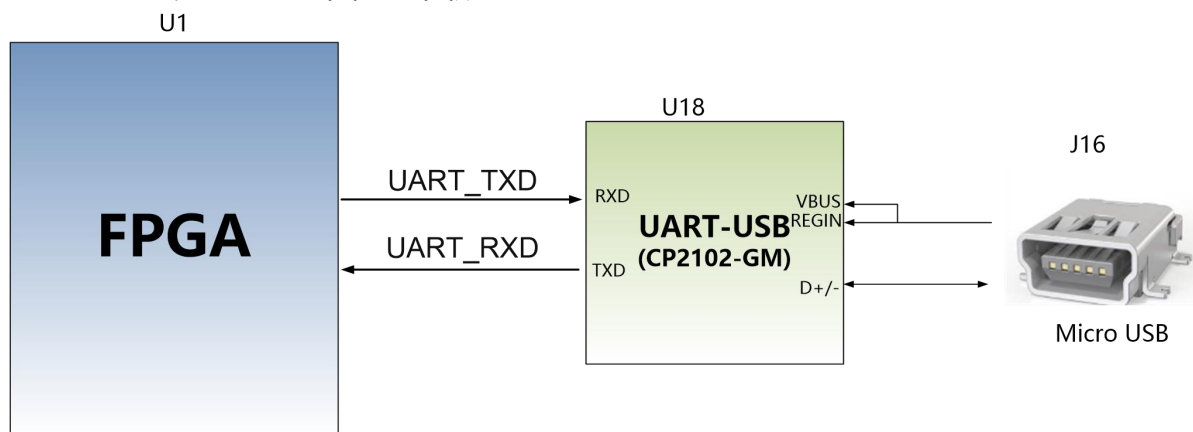 U1
FPGA
UART_TXD
UART_RXD
U18
RXD
TXD
UART-USB
(CP2102-GM)
VBUS
REGIN
D+/-
J16
Micro USB